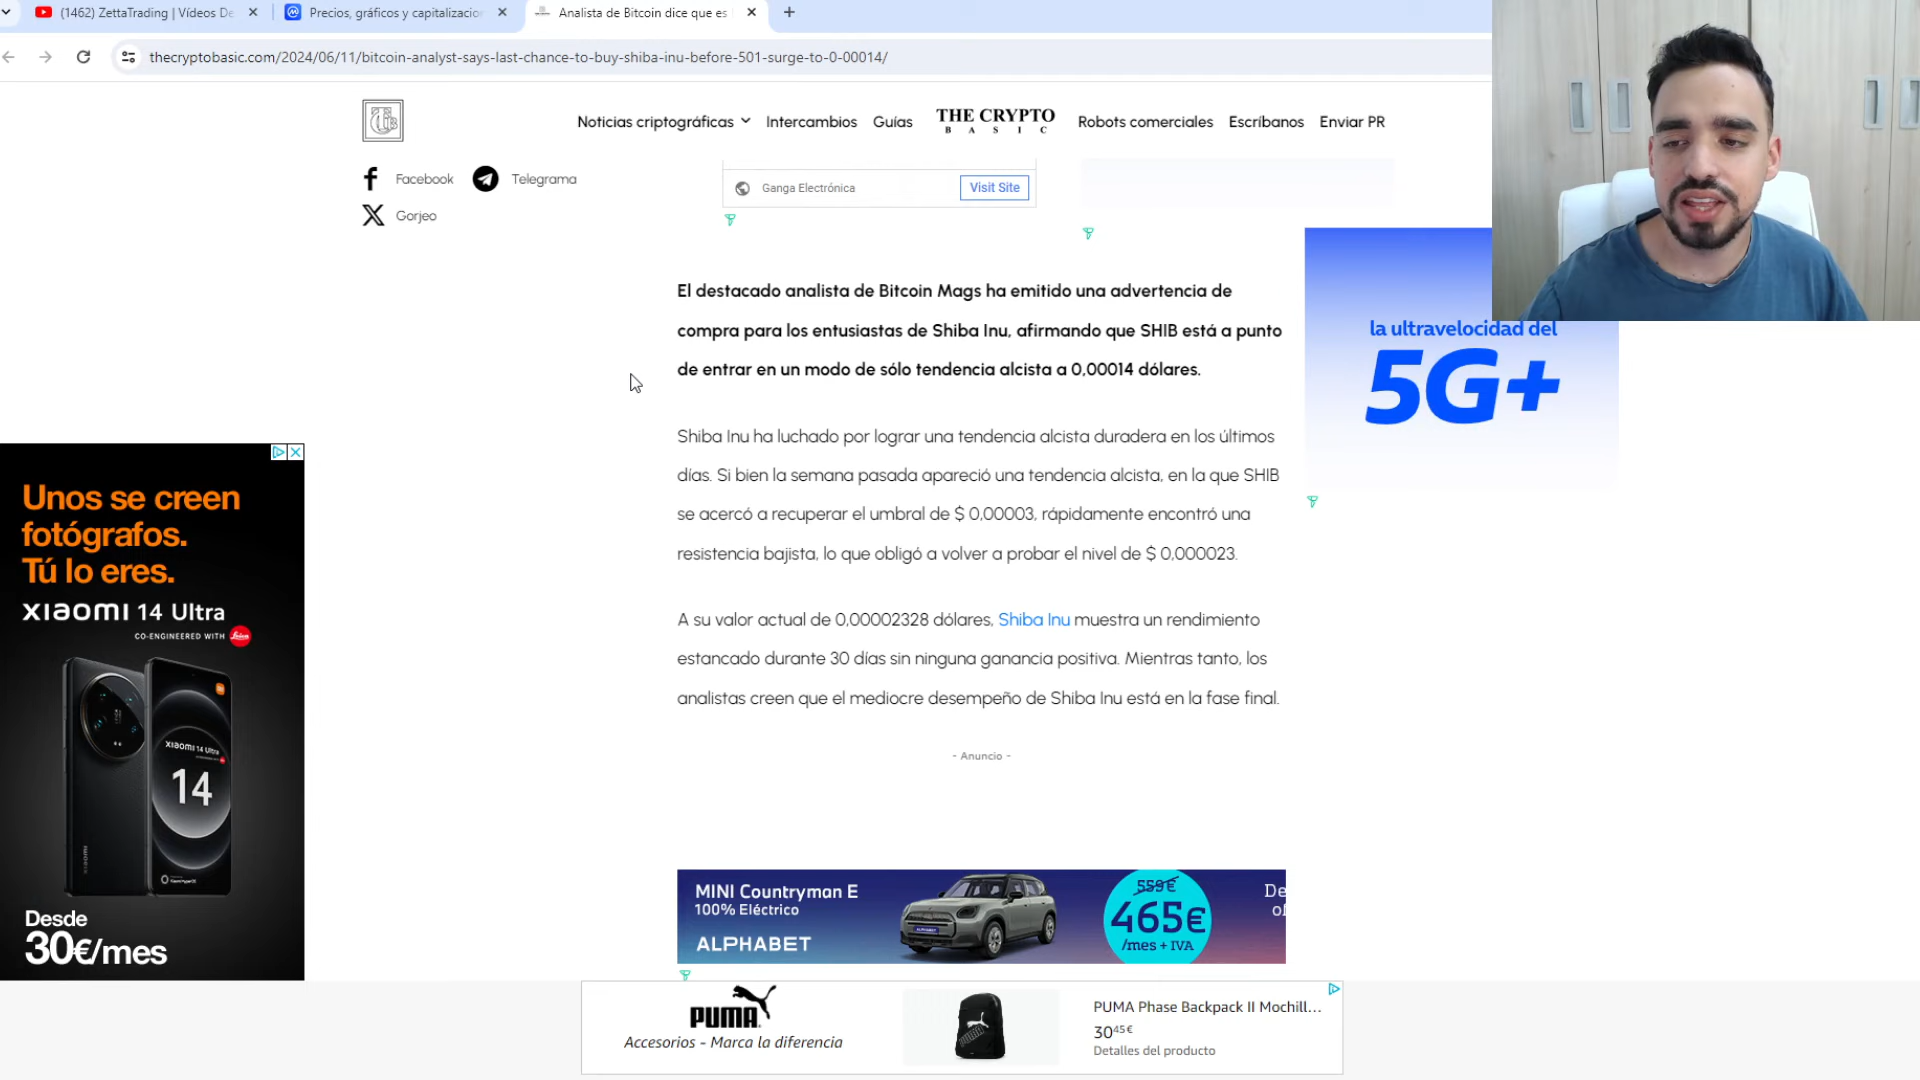 (1462) ZettaTrading | Vídeos De
Precios, gráficos y capitalizacio
Analista de Bitcoin dice que es
thecryptobasic.com/2024/06/11/bitcoin-analyst-says-last-chance-to-buy-shiba-inu-before-501-surge-to-0-00014/
Noticias criptográficas
Intercambios
Guías
THE CRYPTO
BASIC
Robots comerciales
Escríbanos
Enviar PR
Facebook
Telegrama
Gorjeo
Ganga Electrónica
Visit Site
El destacado analista de Bitcoin Mags ha emitido una advertencia de
compra para los entusiastas de Shiba Inu, afirmando que SHIB está a punto
de entrar en un modo de sólo tendencia alcista a 0,00014 dólares.
la ultravelocidad del
5G+
Shiba Inu ha luchado por lograr una tendencia alcista duradera en los últimos
días. Si bien la semana pasada apareció una tendencia alcista, en la que SHIB
se acercó a recuperar el umbral de $ 0,00003, rápidamente encontró una
resistencia bajista, lo que obligó a volver a probar el nivel de $ 0,000023.
A su valor actual de 0,00002328 dólares, Shiba Inu muestra un rendimiento
estancado durante 30 días sin ninguna ganancia positiva. Mientras tanto, los
analistas creen que el mediocre desempeño de Shiba Inu está en la fase final.
- Anuncio -
Unos se creen
fotógrafos.
Tú lo eres.
xiaomi 14 Ultra
CO-ENGINEERED WITH Leica
xiaomi 14 Ultra
14
Desde
30€/mes
MINI Countryman E
100% Eléctrico
ALPHABET
559€
465€
/mes + IVA
De
of
PUMA
Accesorios - Marca la diferencia
PUMA Phase Backpack II Mochill...
30 45 €
Detalles del producto